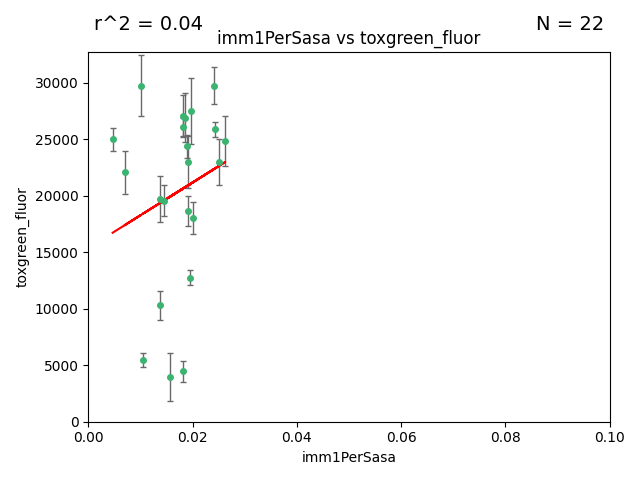 r^2 = 0.04
N = 22
imm1PerSasa vs toxgreen_fluor
toxgreen_fluor
30000
25000
20000
15000
10000
5000
0
0.00
0.02
0.04
0.06
0.08
0.10
imm1PerSasa